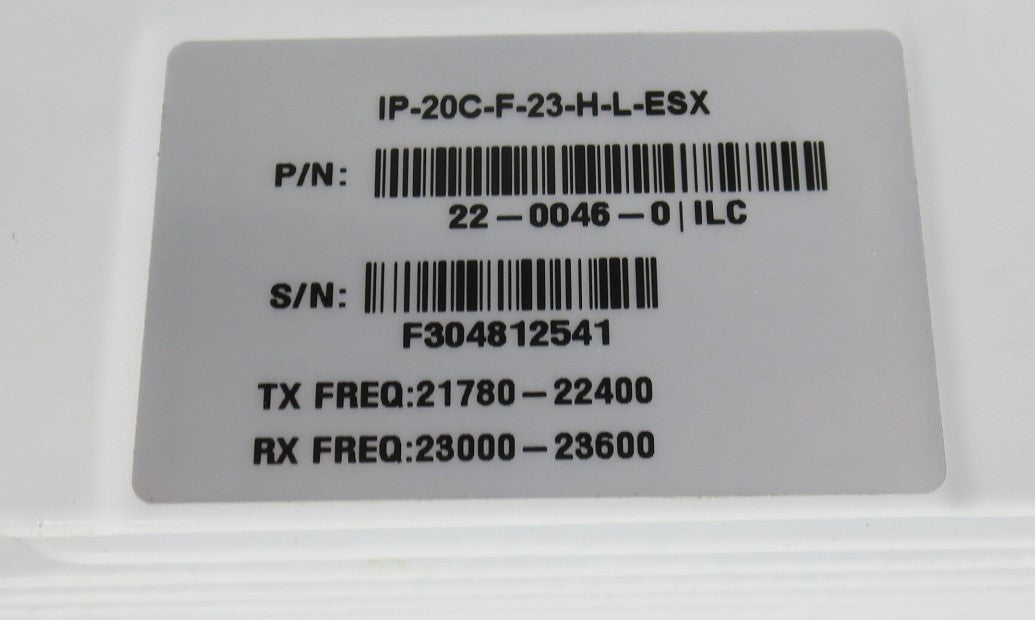 IP-20C-F-23-H-L-ESX
P/N:
22-0046-0|ILC
S/N:
F304812541
TX FREQ:21780-22400
RX FREQ:23000-23600